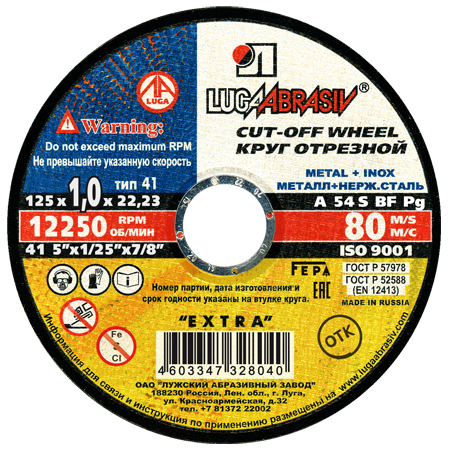 LUGA
LUGAABRASIV®
Warning:
Do not exceed maximum RPM
Не превышайте указанную скорость
CUT-OFF WHEEL
КРУГ ОТРЕЗНОЙ
METAL + INOX
МЕТАЛЛ+НЕРЖ.СТАЛЬ
125 x 1,0 x 22,23
тип 41
A 54 S BF Pg
12250 RPM
ОБ/МИН
80 M/S
М/С
41 5"x1/25"x7/8"
ISO 9001
FEPA
EAC
ГОСТ Р 57978
ГОСТ Р 52588
(EN 12413)
MADE IN RUSSIA
Номер партии, дата изготовления и
срок годности указаны на втулке круга.
Fe
Cl
"EXTRA"
ОТК
4 603347 328040
ОАО "ЛУЖСКИЙ АБРАЗИВНЫЙ ЗАВОД"
188230 Россия, Лен. обл., г. Луга,
ул. Красноармейская, д.32
тел. +7 81372 22002
Информация для связи и инструкция по применению размещены на www.lugaabrasiv.com